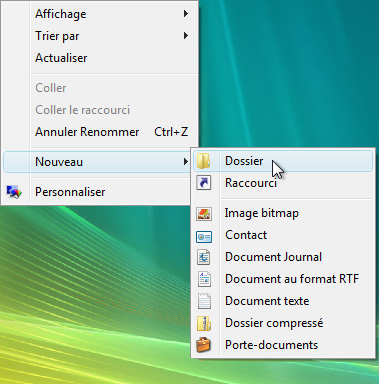 Affichage
Trier par
Actualiser
Coller
Coller le raccourci
Annuler Renommer Ctrl+Z
Nouveau
Personnaliser
Dossier
Raccourci
Image bitmap
Contact
Document Journal
Document au format RTF
Document texte
Dossier compressé
Porte-documents